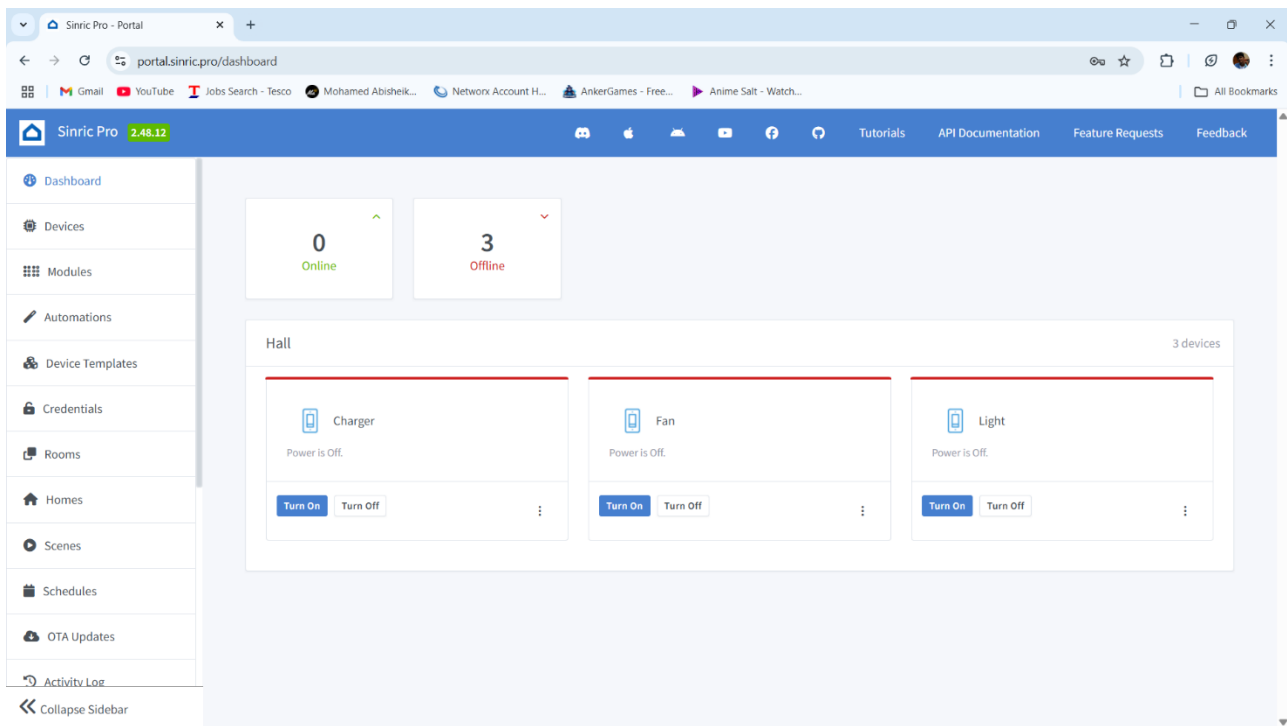 Sinric Pro - Portal
portal.sinric.pro/dashboard
Gmail YouTube Jobs Search - Tesco Mohamed Abisheik... Networx Account H... AnkerGames - Free... Anime Salt - Watch... All Bookmarks
Sinric Pro 2.48.12 Tutorials API Documentation Feature Requests Feedback
Dashboard
Devices
Modules
Automations
Device Templates
Credentials
Rooms
Homes
Scenes
Schedules
OTA Updates
Activity Log
Collapse Sidebar
0
Online
3
Offline
Hall 3 devices
Charger
Power is Off.
Turn On Turn Off
Fan
Power is Off.
Turn On Turn Off
Light
Power is Off.
Turn On Turn Off